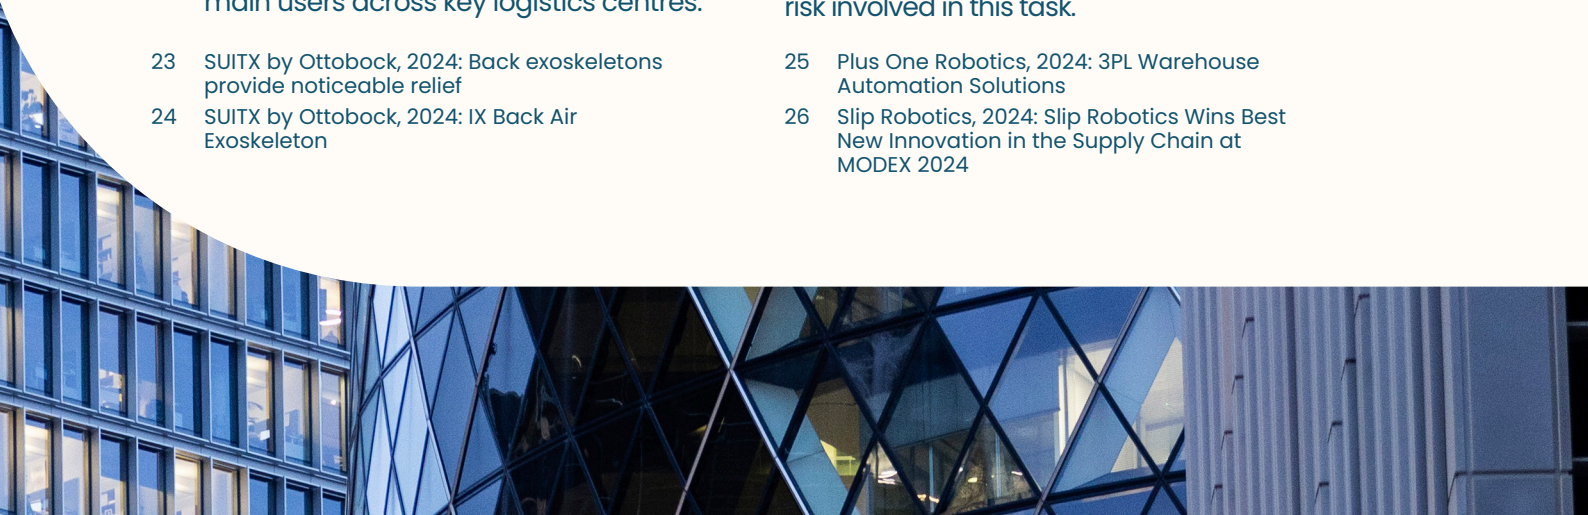 main users across key logistics centres.
23 SUITX by Ottobock, 2024: Back exoskeletons
provide noticeable relief
24 SUITX by Ottobock, 2024: IX Back Air
Exoskeleton
risk involved in this task.
25 Plus One Robotics, 2024: 3PL Warehouse
Automation Solutions
26 Slip Robotics, 2024: Slip Robotics Wins Best
New Innovation in the Supply Chain at
MODEX 2024